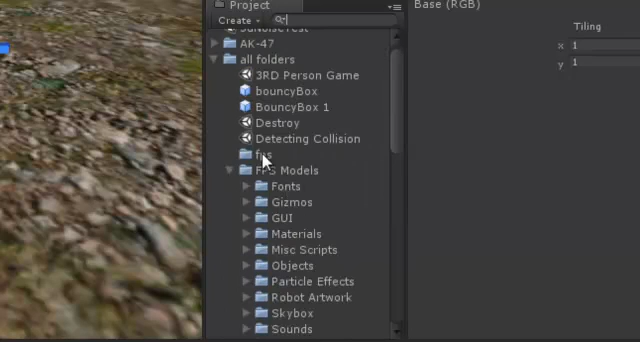 Project
Base (RGB)
Create
Tiling
AK-47
x 1
all folders
y 1
3RD Person Game
bouncyBox
BouncyBox 1
Destroy
Detecting Collision
fps
FPS Models
Fonts
Gizmos
GUI
Materials
Misc Scripts
Objects
Particle Effects
Robot Artwork
Skybox
Sounds